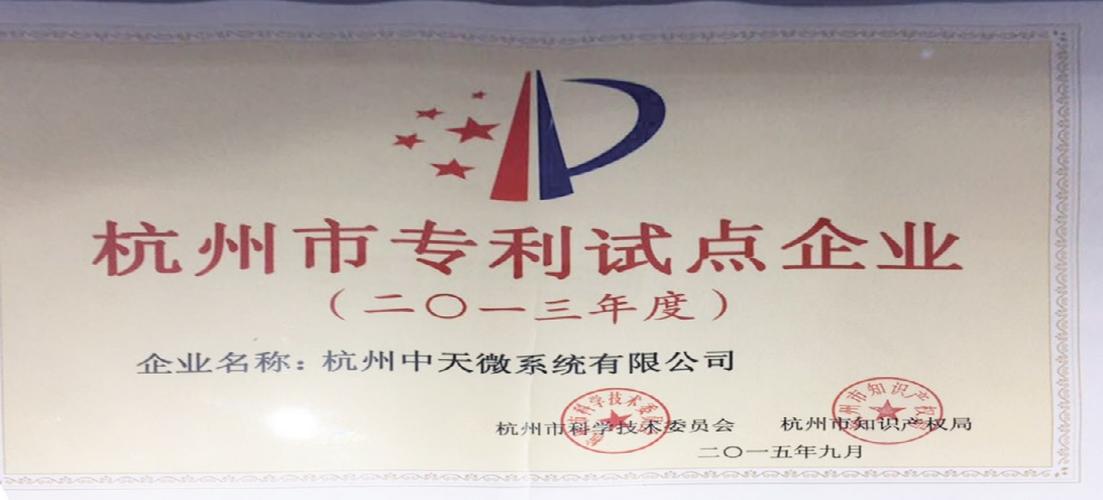 杭州市专利试点企业
（二〇一三年度）
企业名称：杭州中天微系统有限公司
杭州市科学技术委员会 杭州市知识产权局
二〇一五年九月